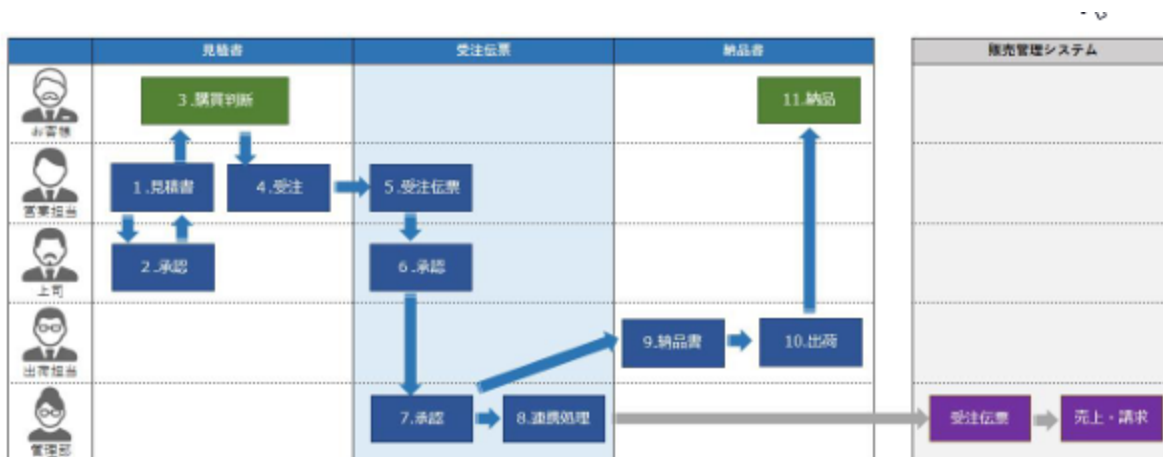 見積書
受注伝票
納品書
販売管理システム
お客様
3.購買判断
11.納品
営業担当
1.見積書
4.受注
5.受注伝票
上司
2.承認
6.承認
出荷担当
9.納品書
10.出荷
管理部
7.承認
8.連携処理
受注伝票
売上・請求